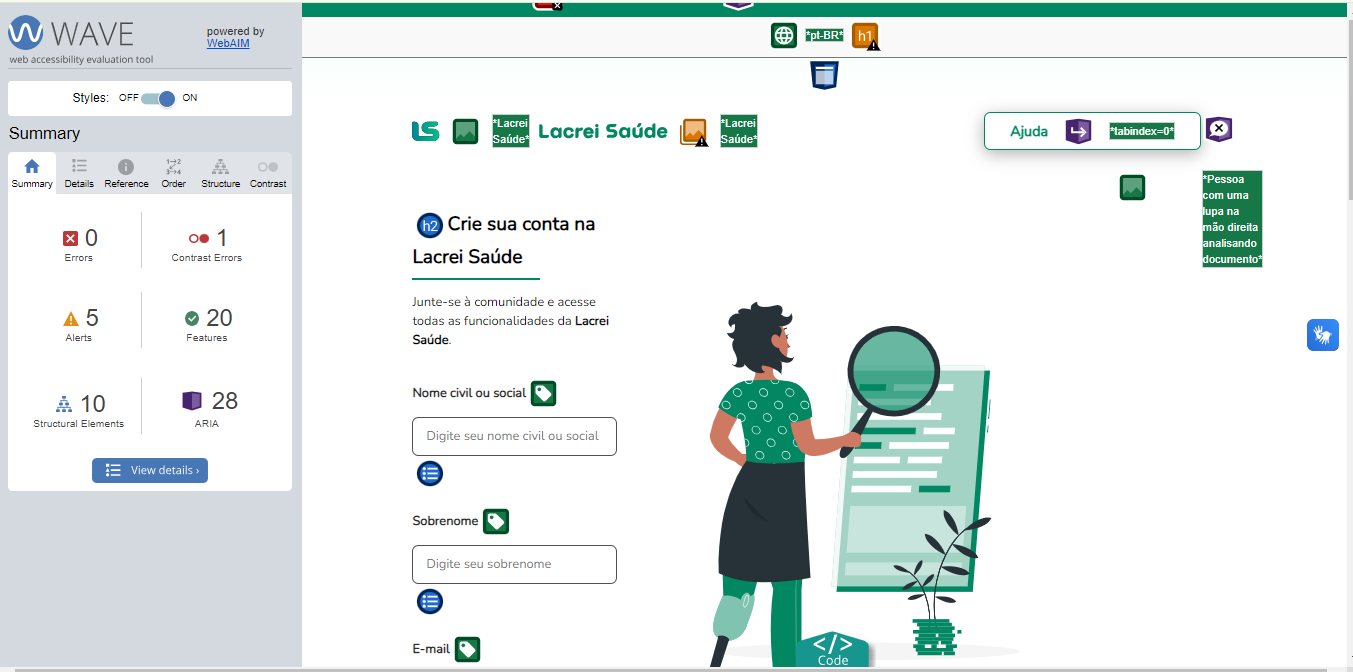 WAVE
powered by
WebAIM
web accessibility evaluation tool
Styles: OFF ON
Summary
Summary Details Reference Order Structure Contrast
0
Errors
1
Contrast Errors
5
Alerts
20
Features
10
Structural Elements
28
ARIA
View details ›
*pt-BR* h1
LS *Lacrei Saúde* Lacrei Saúde *Lacrei Saúde*
Ajuda *tabindex=0*
*Pessoa
com uma
lupa na
mão direita
analisando
documento*
h2 Crie sua conta na
Lacrei Saúde
Junte-se à comunidade e acesse
todas as funcionalidades da Lacrei
Saúde.
Nome civil ou social
Digite seu nome civil ou social
Sobrenome
Digite seu sobrenome
E-mail
</>
Code